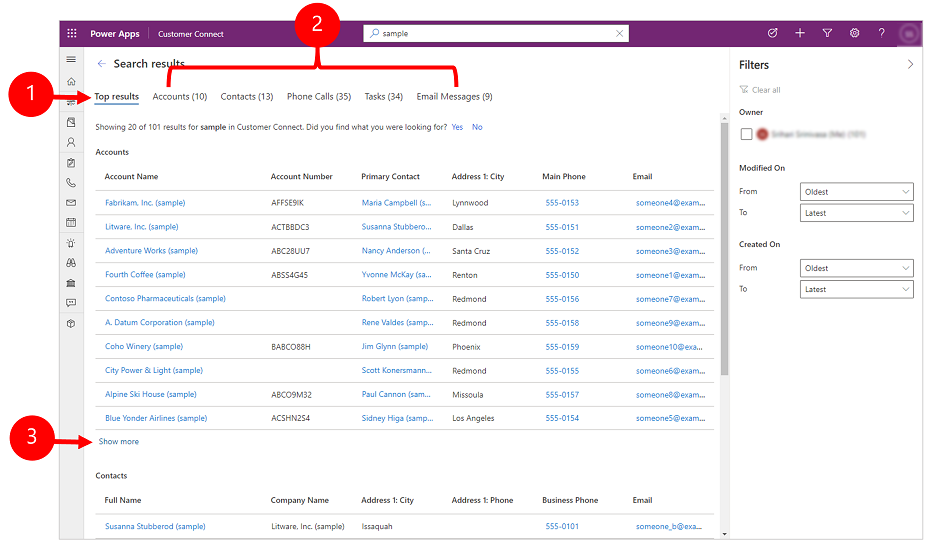 2
Power Apps Customer Connect sample ?
Search results
1
Top results Accounts (10) Contacts (13) Phone Calls (35) Tasks (34) Email Messages (9)
Showing 20 of 101 results for sample in Customer Connect. Did you find what you were looking for? Yes No
Accounts
Account Name Account Number Primary Contact Address 1: City Main Phone Email
Fabrikam, Inc. (sample) AFFSE9IK Maria Campbell (s... Lynnwood 555-0153 someone4@exam...
Litware, Inc. (sample) ACTBBDC3 Susanna Stubbero... Dallas 555-0151 someone2@exam...
Adventure Works (sample) ABC28UU7 Nancy Anderson (... Santa Cruz 555-0152 someone3@exam...
Fourth Coffee (sample) ABSS4G45 Yvonne McKay (sa... Renton 555-0150 someone1@exam...
Contoso Pharmaceuticals (sample) Robert Lyon (samp... Redmond 555-0156 someone7@exam...
A. Datum Corporation (sample) Rene Valdes (samp... Redmond 555-0158 someone9@exam...
Coho Winery (sample) BABCO88H Jim Glynn (sample) Phoenix 555-0159 someone10@exa...
City Power & Light (sample) Scott Konersmann... Redmond 555-0155 someone6@exam...
Alpine Ski House (sample) ABCO9M32 Paul Cannon (sam... Missoula 555-0157 someone8@exam...
Blue Yonder Airlines (sample) ACSHN2S4 Sidney Higa (sampl... Los Angeles 555-0154 someone5@exam...
3
Show more
Contacts
Full Name Company Name Address 1: City Address 1: Phone Business Phone Email
Susanna Stubberod (sample) Litware, Inc. (sample) Issaquah 555-0101 someone_b@exa...
Filters
Clear all
Owner
Modified On
From Oldest
To Latest
Created On
From Oldest
To Latest